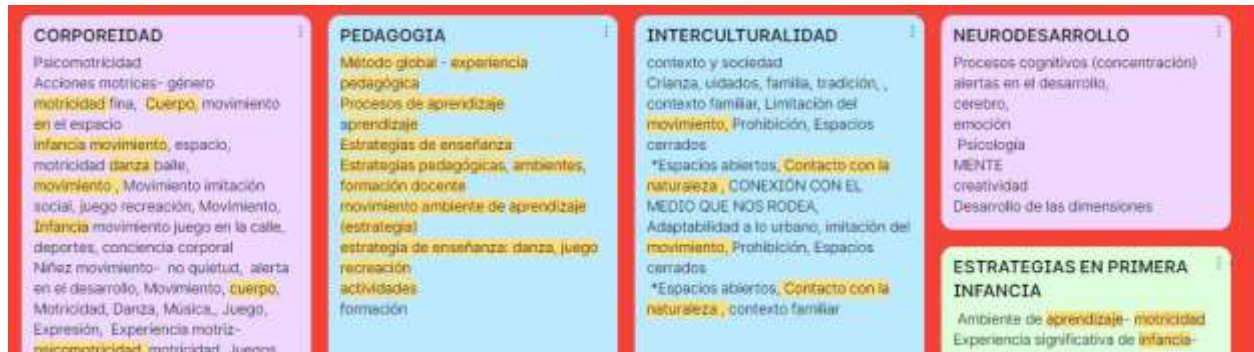 CORPOREIDAD
Psicomotricidad
Acciones motrices- género
motricidad fina, Cuerpo, movimiento
en el espacio
infancia movimiento, espacio,
motricidad danza baile,
movimiento , Movimiento imitación
social, juego recreación, Movimiento,
Infancia movimiento juego en la calle,
deportes, conciencia corporal
Niñez movimiento- no quietud, alerta
en el desarrollo, Movimiento, cuerpo,
Motricidad, Danza, Música,, Juego,
Expresión, Experiencia motriz-
psicomotricidad, motricidad, Juegos
PEDAGOGIA
Método global - experiencia
pedagógica
Procesos de aprendizaje
aprendizaje
Estrategias de enseñanza
Estrategias pedagógicas, ambientes,
formación docente
movimiento ambiente de aprendizaje
(estrategia)
estrategia de enseñanza: danza, juego
recreación
actividades
formación
INTERCULTURALIDAD
contexto y sociedad
Crianza, uidados, familia, tradición, ,
contexto familiar, Limitación del
movimiento, Prohibición, Espacios
cerrados
*Espacios abiertos, Contacto con la
naturaleza , CONEXIÓN CON EL
MEDIO QUE NOS RODEA,
Adaptabilidad a lo urbano, imitación del
movimiento, Prohibición, Espacios
cerrados
*Espacios abiertos, Contacto con la
naturaleza , contexto familiar
NEURODESARROLLO
Procesos cognitivos (concentración)
alertas en el desarrollo,
cerebro,
emoción
Psicología
MENTE
creatividad
Desarrollo de las dimensiones
ESTRATEGIAS EN PRIMERA
INFANCIA
Ambiente de aprendizaje- motricidad
Experiencia significativa de infancia-